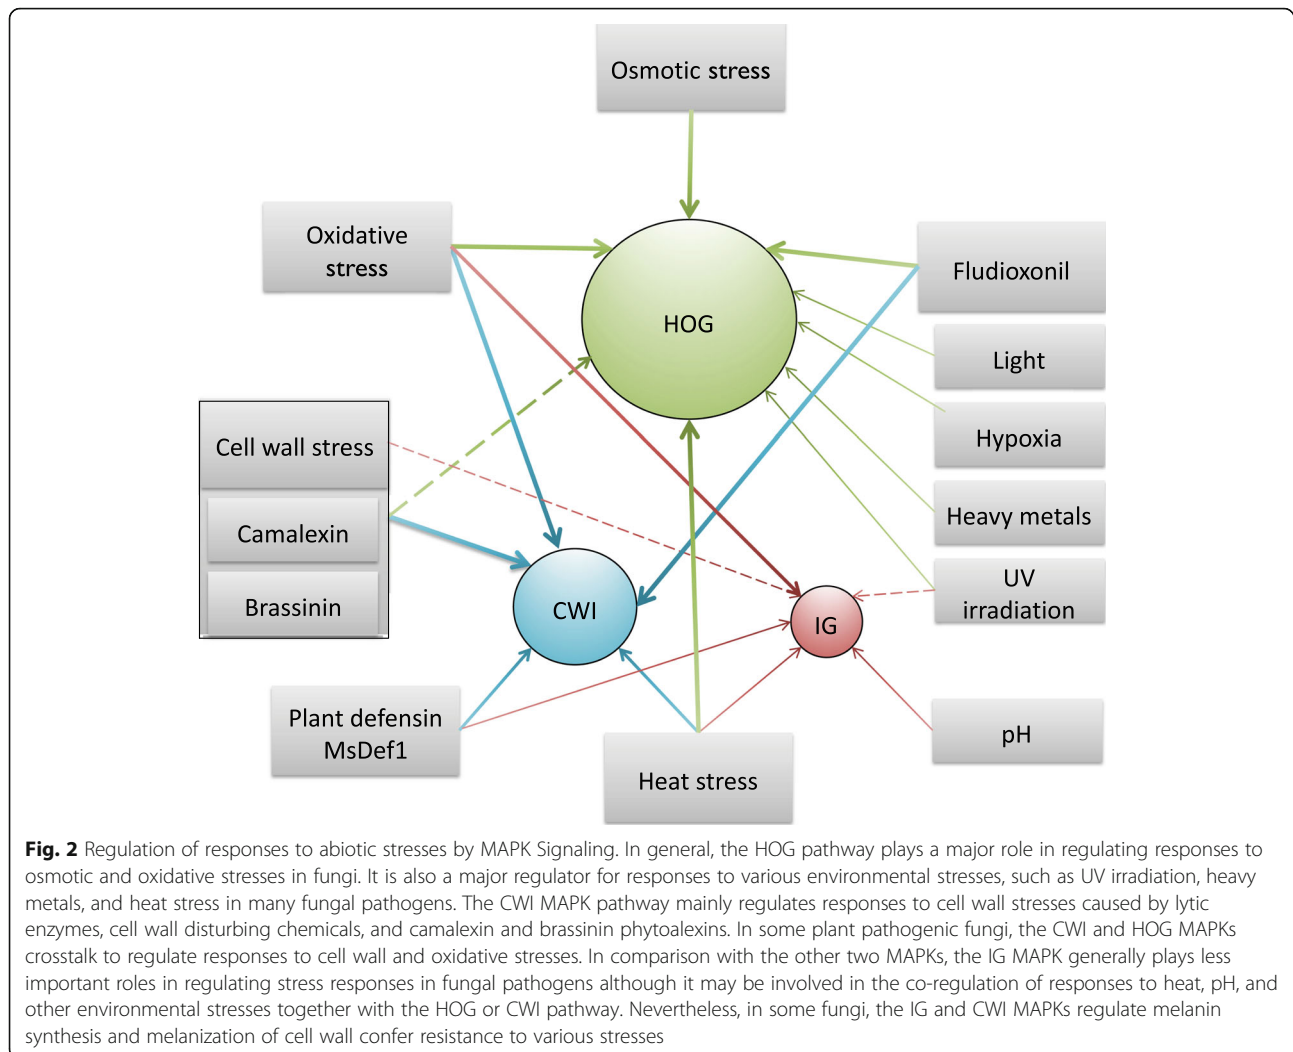 Osmotic stress
Oxidative
stress
Fludioxonil
HOG
Light
Hypoxia
Cell wall stress
Camalexin
Heavy metals
Brassinin
UV
irradiation
CWI
IG
Plant defensin
MsDef1
Heat stress
pH
Fig. 2 Regulation of responses to abiotic stresses by MAPK Signaling. In general, the HOG pathway plays a major role in regulating responses to
osmotic and oxidative stresses in fungi. It is also a major regulator for responses to various environmental stresses, such as UV irradiation, heavy
metals, and heat stress in many fungal pathogens. The CWI MAPK pathway mainly regulates responses to cell wall stresses caused by lytic
enzymes, cell wall disturbing chemicals, and camalexin and brassinin phytoalexins. In some plant pathogenic fungi, the CWI and HOG MAPKs
crosstalk to regulate responses to cell wall and oxidative stresses. In comparison with the other two MAPKs, the IG MAPK generally plays less
important roles in regulating stress responses in fungal pathogens although it may be involved in the co-regulation of responses to heat, pH, and
other environmental stresses together with the HOG or CWI pathway. Nevertheless, in some fungi, the IG and CWI MAPKs regulate melanin
synthesis and melanization of cell wall confer resistance to various stresses